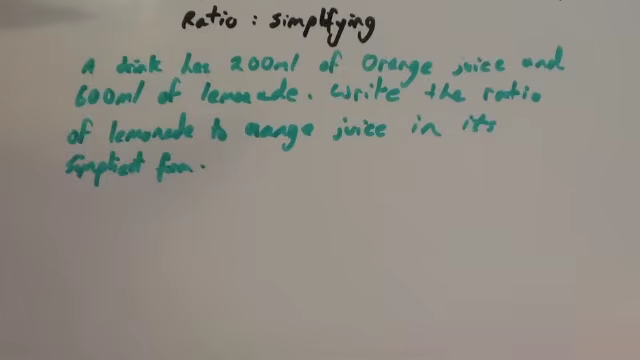 Ratio : Simplifying
A drink has 200ml of Orange juice and
600ml of lemonade. Write the ratio
of lemonade to orange juice in its
Simplest form.